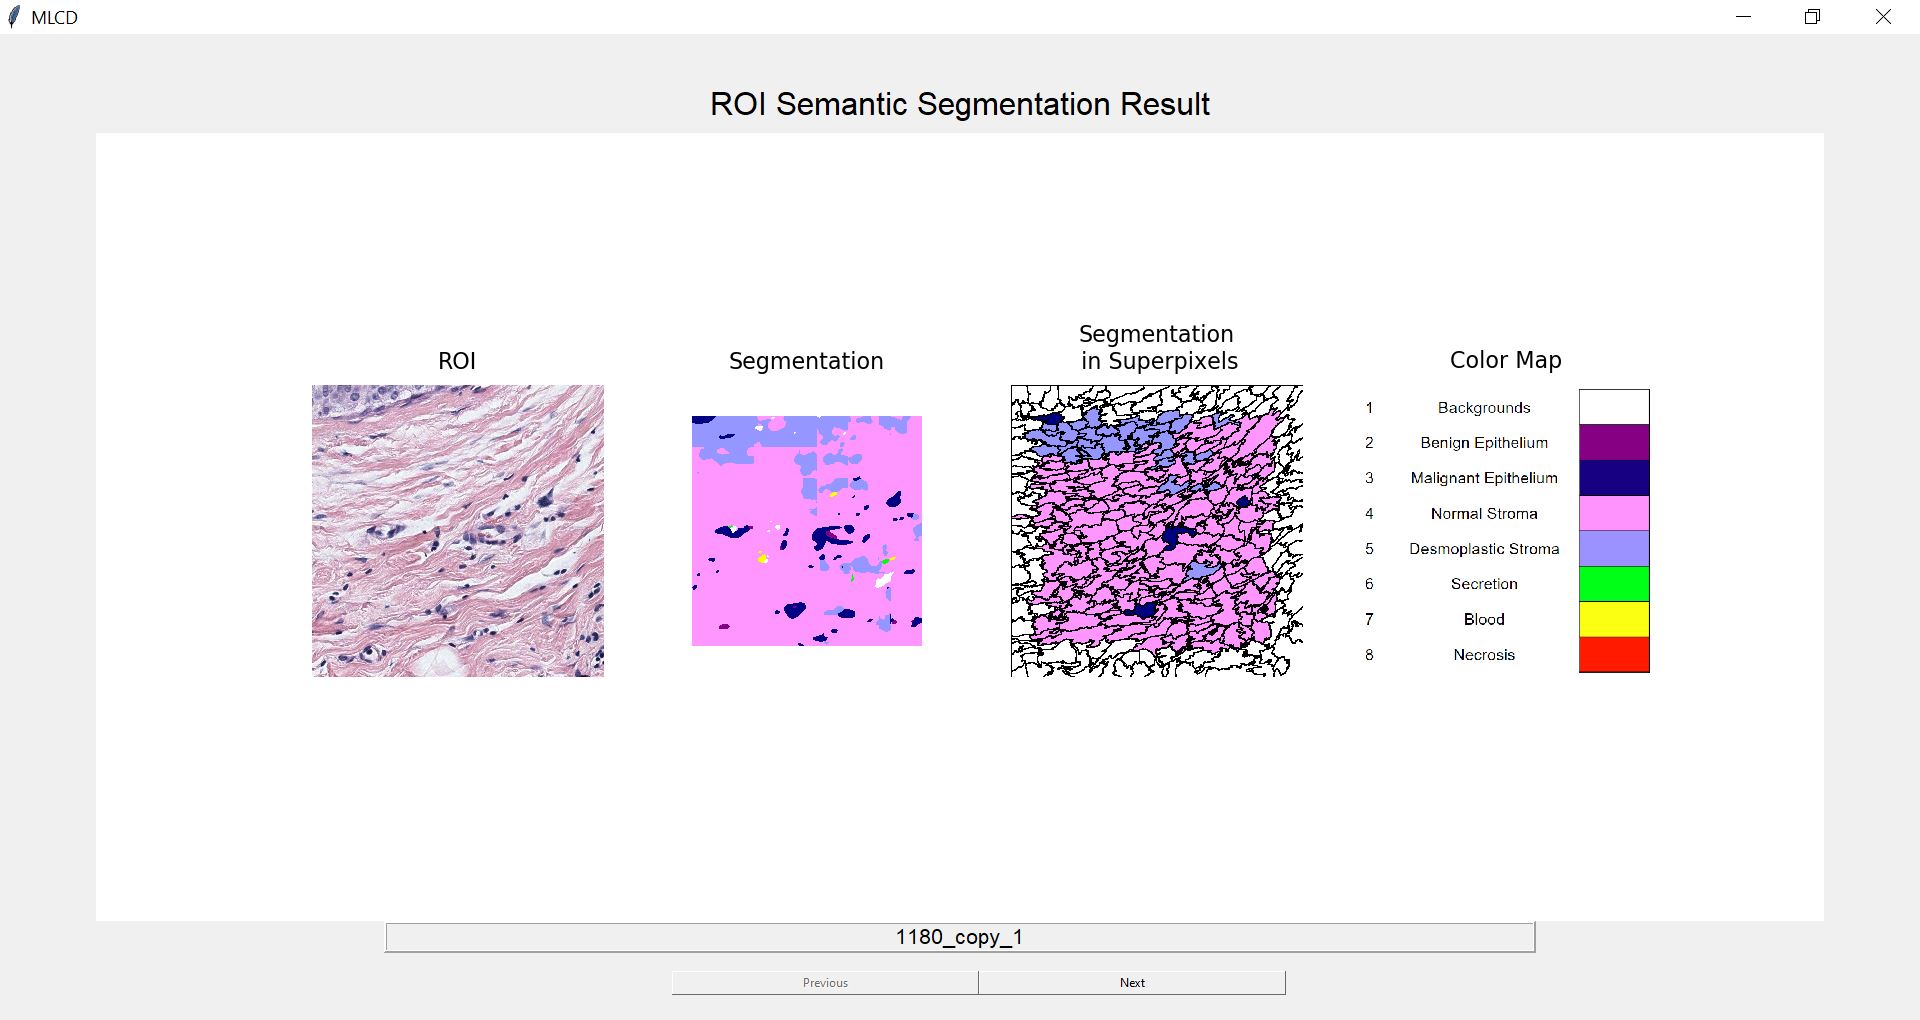 MLCD
ROI Semantic Segmentation Result
ROI
Segmentation
Segmentation
in Superpixels
Color Map
1 Backgrounds
2 Benign Epithelium
3 Malignant Epithelium
4 Normal Stroma
5 Desmoplastic Stroma
6 Secretion
7 Blood
8 Necrosis
1180_copy_1
Previous
Next